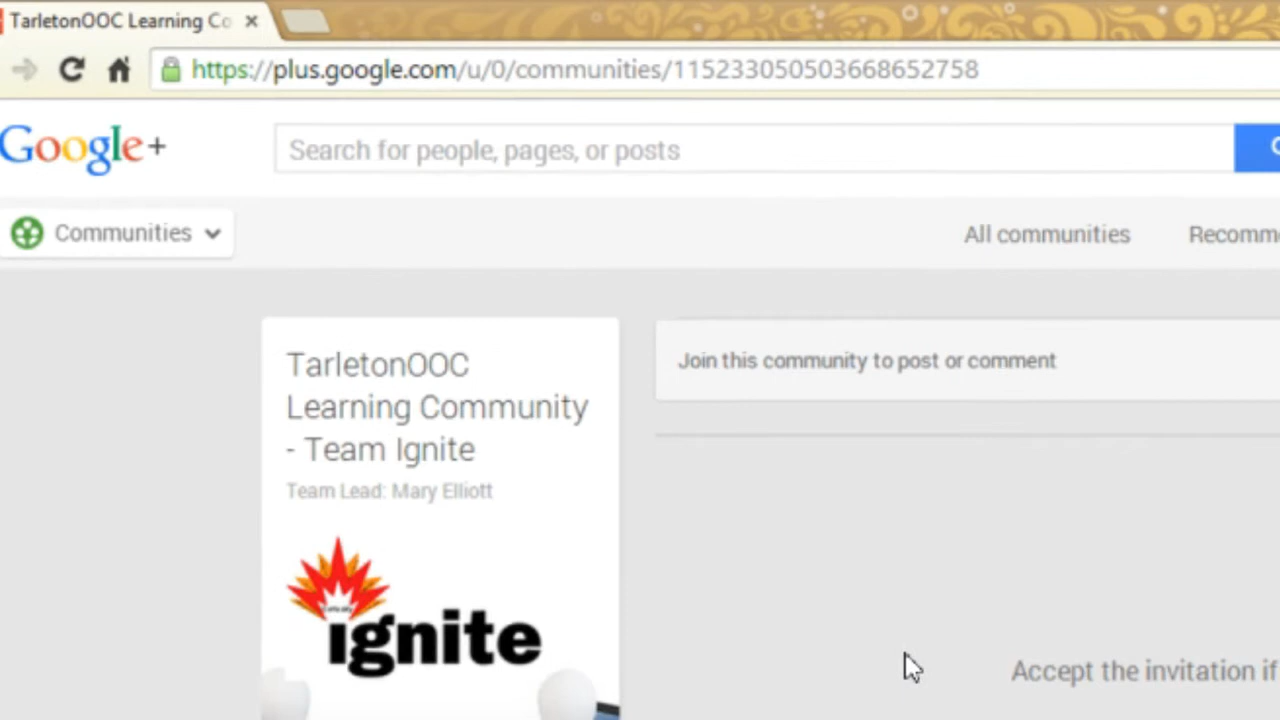 TarletonOOC Learning Co
https://plus.google.com/u/0/communities/115233050503668652758
Google+
Search for people, pages, or posts
Communities
All communities
Recomm
TarletonOOC
Learning Community
- Team Ignite
Team Lead: Mary Elliott
Join this community to post or comment
ignite
Accept the invitation if